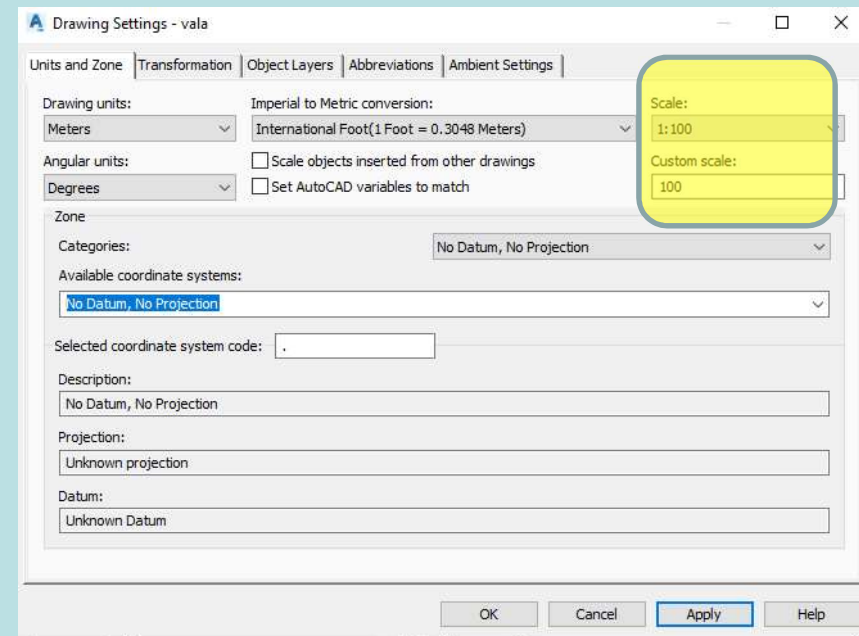 Drawing Settings - vala
Units and Zone Transformation Object Layers Abbreviations Ambient Settings
Drawing units: Imperial to Metric conversion: Scale:
Meters International Foot(1 Foot = 0.3048 Meters) 1:100
Angular units: Scale objects inserted from other drawings Custom scale:
Degrees Set AutoCAD variables to match 100
Zone
Categories: No Datum, No Projection
Available coordinate systems:
No Datum, No Projection
Selected coordinate system code: .
Description:
No Datum, No Projection
Projection:
Unknown projection
Datum:
Unknown Datum
OK Cancel Apply Help